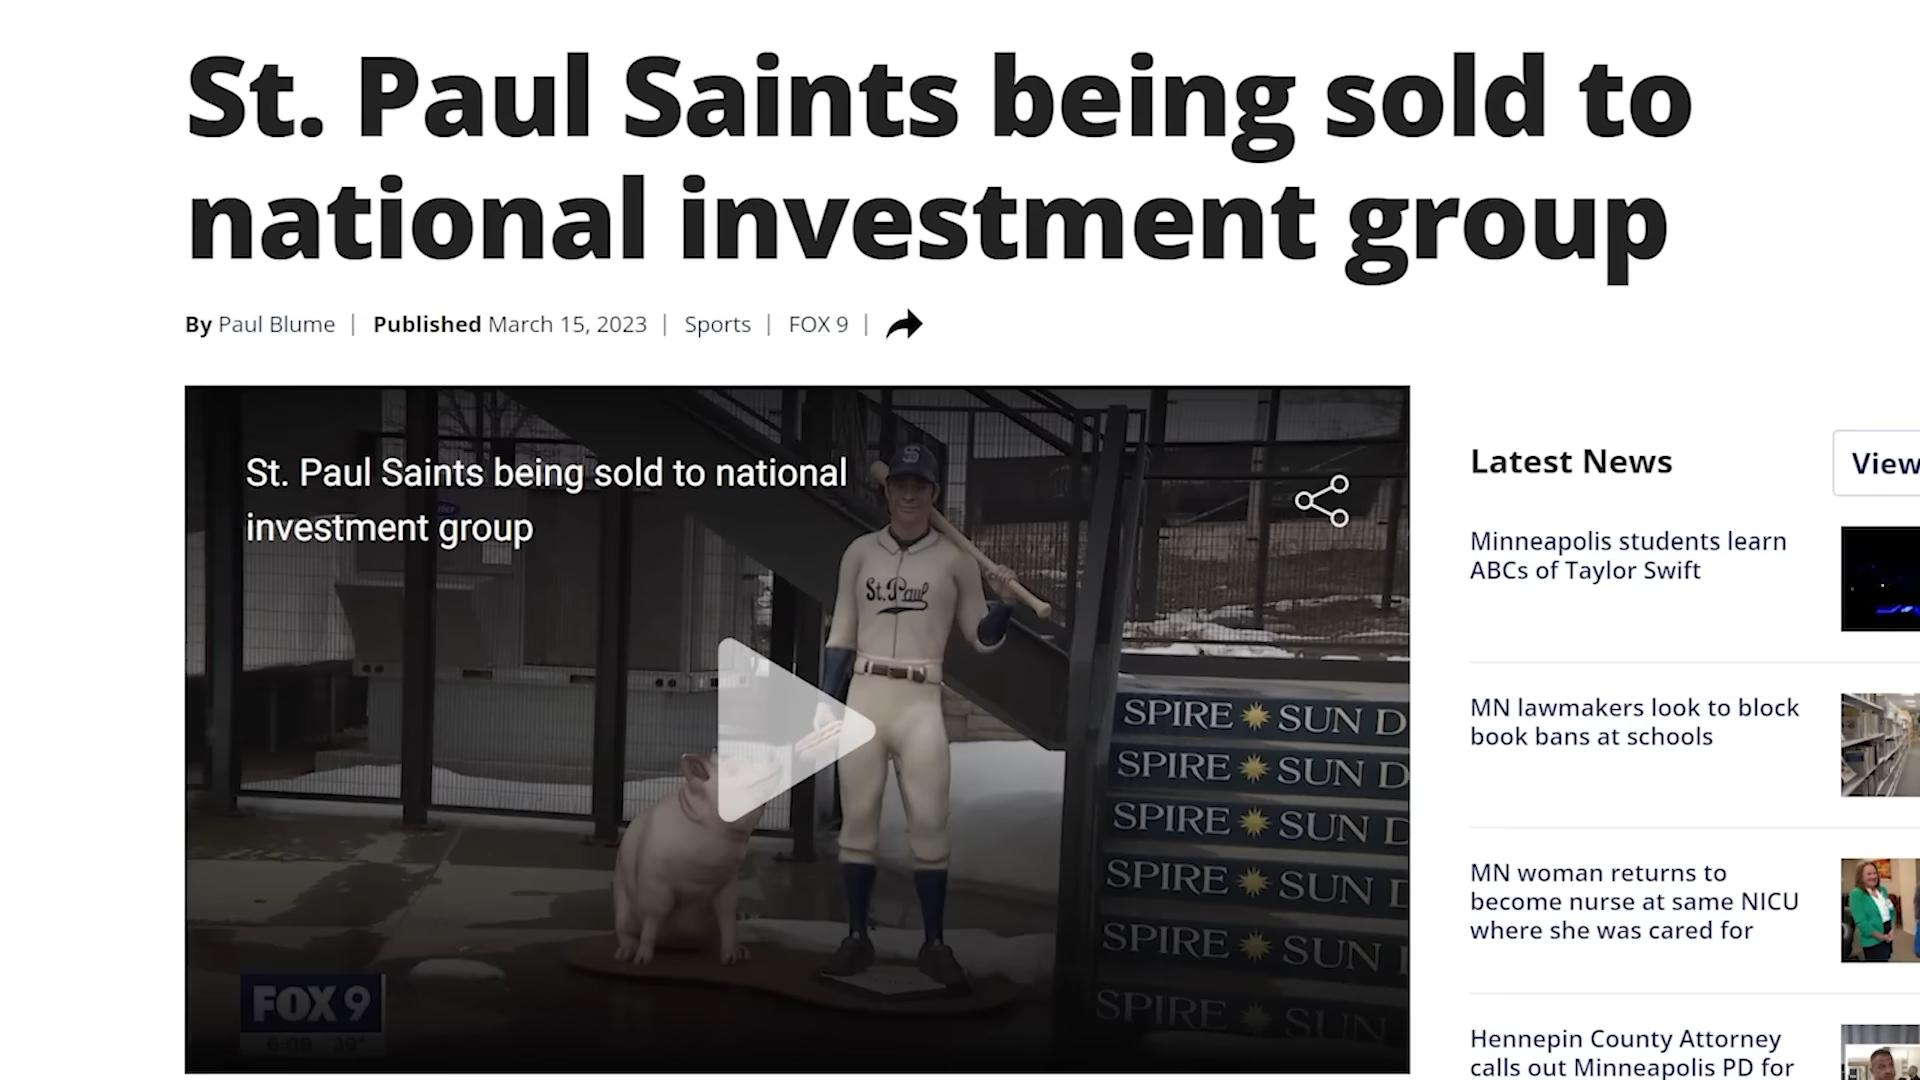 St. Paul Saints being sold to
national investment group
By Paul Blume | Published March 15, 2023 | Sports | FOX 9 |
St. Paul Saints being sold to national
investment group
St. Paul
SPIRE SUN D
SPIRE SUN D
SPIRE SUN D
SPIRE SUN D
SPIRE SUN
SPIRE SUN
FOX 9
6:09 39°
Latest News
View
Minneapolis students learn
ABCs of Taylor Swift
MN lawmakers look to block
book bans at schools
MN woman returns to
become nurse at same NICU
where she was cared for
Hennepin County Attorney
calls out Minneapolis PD for